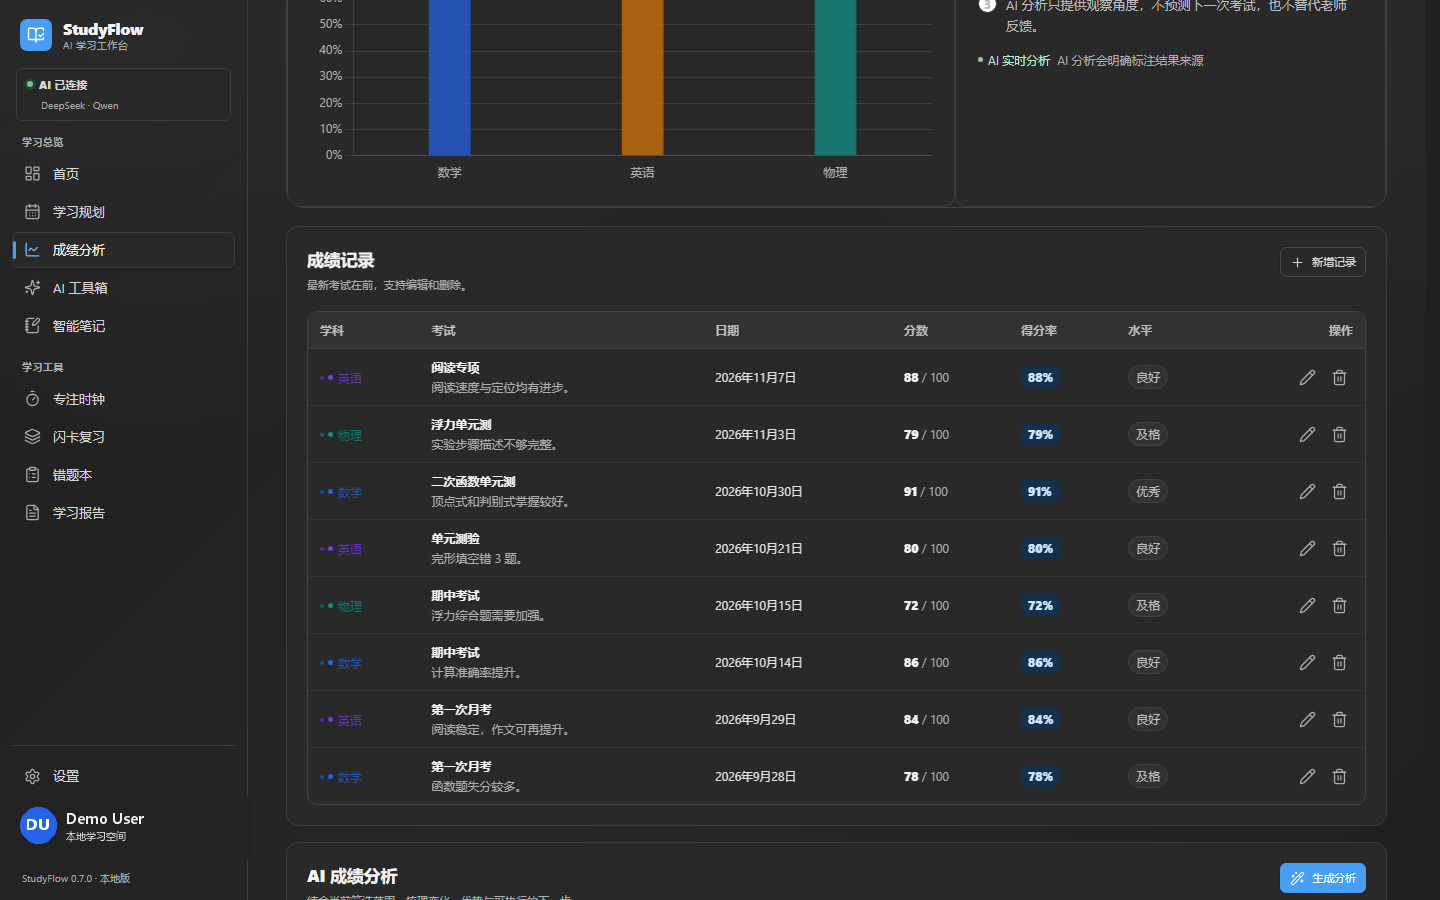 StudyFlow
AI 学习工作台
AI 已连接
DeepSeek · Qwen
学习总览
首页
学习规划
成绩分析
AI 工具箱
智能笔记
学习工具
专注时钟
闪卡复习
错题本
学习报告
设置
DU
Demo User
本地学习空间
StudyFlow 0.7.0 · 本地版
50%
40%
30%
20%
10%
0%
数学 英语 物理
3 AI 分析只提供观察角度，不预测下一次考试，也不替代老师
反馈。
AI 实时分析 AI 分析会明确标注结果来源
成绩记录
最新考试在前，支持编辑和删除。
新增记录
学科 考试 日期 分数 得分率 水平 操作
英语 阅读专项 2026年11月7日 88 / 100 88% 良好
阅读速度与定位均有进步。
物理 浮力单元测 2026年11月3日 79 / 100 79% 及格
实验步骤描述不够完整。
数学 二次函数单元测 2026年10月30日 91 / 100 91% 优秀
顶点式和判别式掌握较好。
英语 单元测验 2026年10月21日 80 / 100 80% 良好
完形填空错 3 题。
物理 期中考试 2026年10月15日 72 / 100 72% 及格
浮力综合题需要加强。
数学 期中考试 2026年10月14日 86 / 100 86% 良好
计算准确率提升。
英语 第一次月考 2026年9月29日 84 / 100 84% 良好
阅读稳定，作文可再提升。
数学 第一次月考 2026年9月28日 78 / 100 78% 及格
函数题失分较多。
AI 成绩分析
生成分析